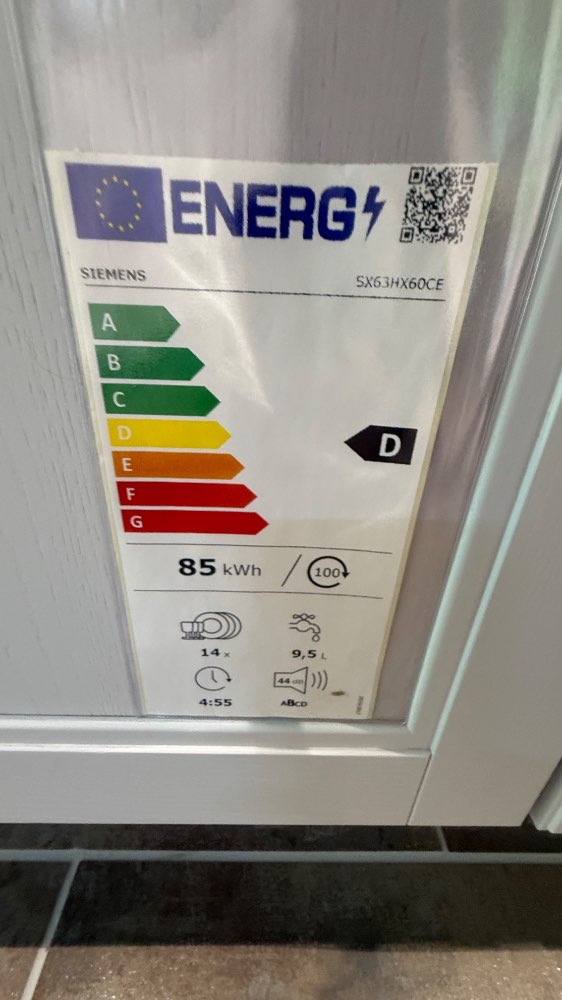 ENERG
SIEMENS SX63HX60CE
A
B
C
D
D
E
F
G
85 kWh / 100
14 x 9,5 L
44 dB
4:55 ABCD